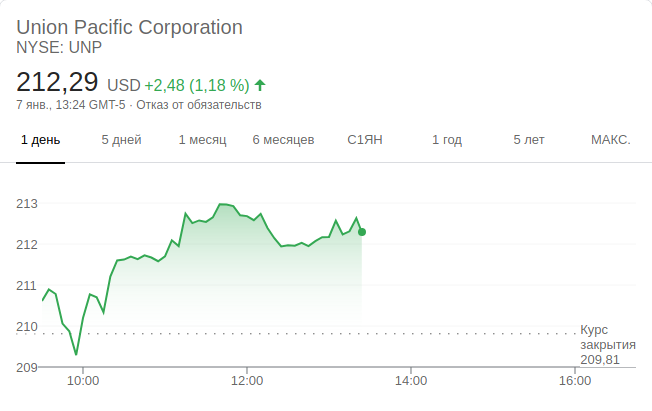 Union Pacific Corporation
NYSE: UNP
212,29 USD +2,48 (1,18 %)
7 янв., 13:24 GMT-5 · Отказ от обязательств
1 день 5 дней 1 месяц 6 месяцев С1ЯН 1 год 5 лет МАКС.
213
212
211
210
Курс
закрытия
209,81
209
10:00 12:00 14:00 16:00